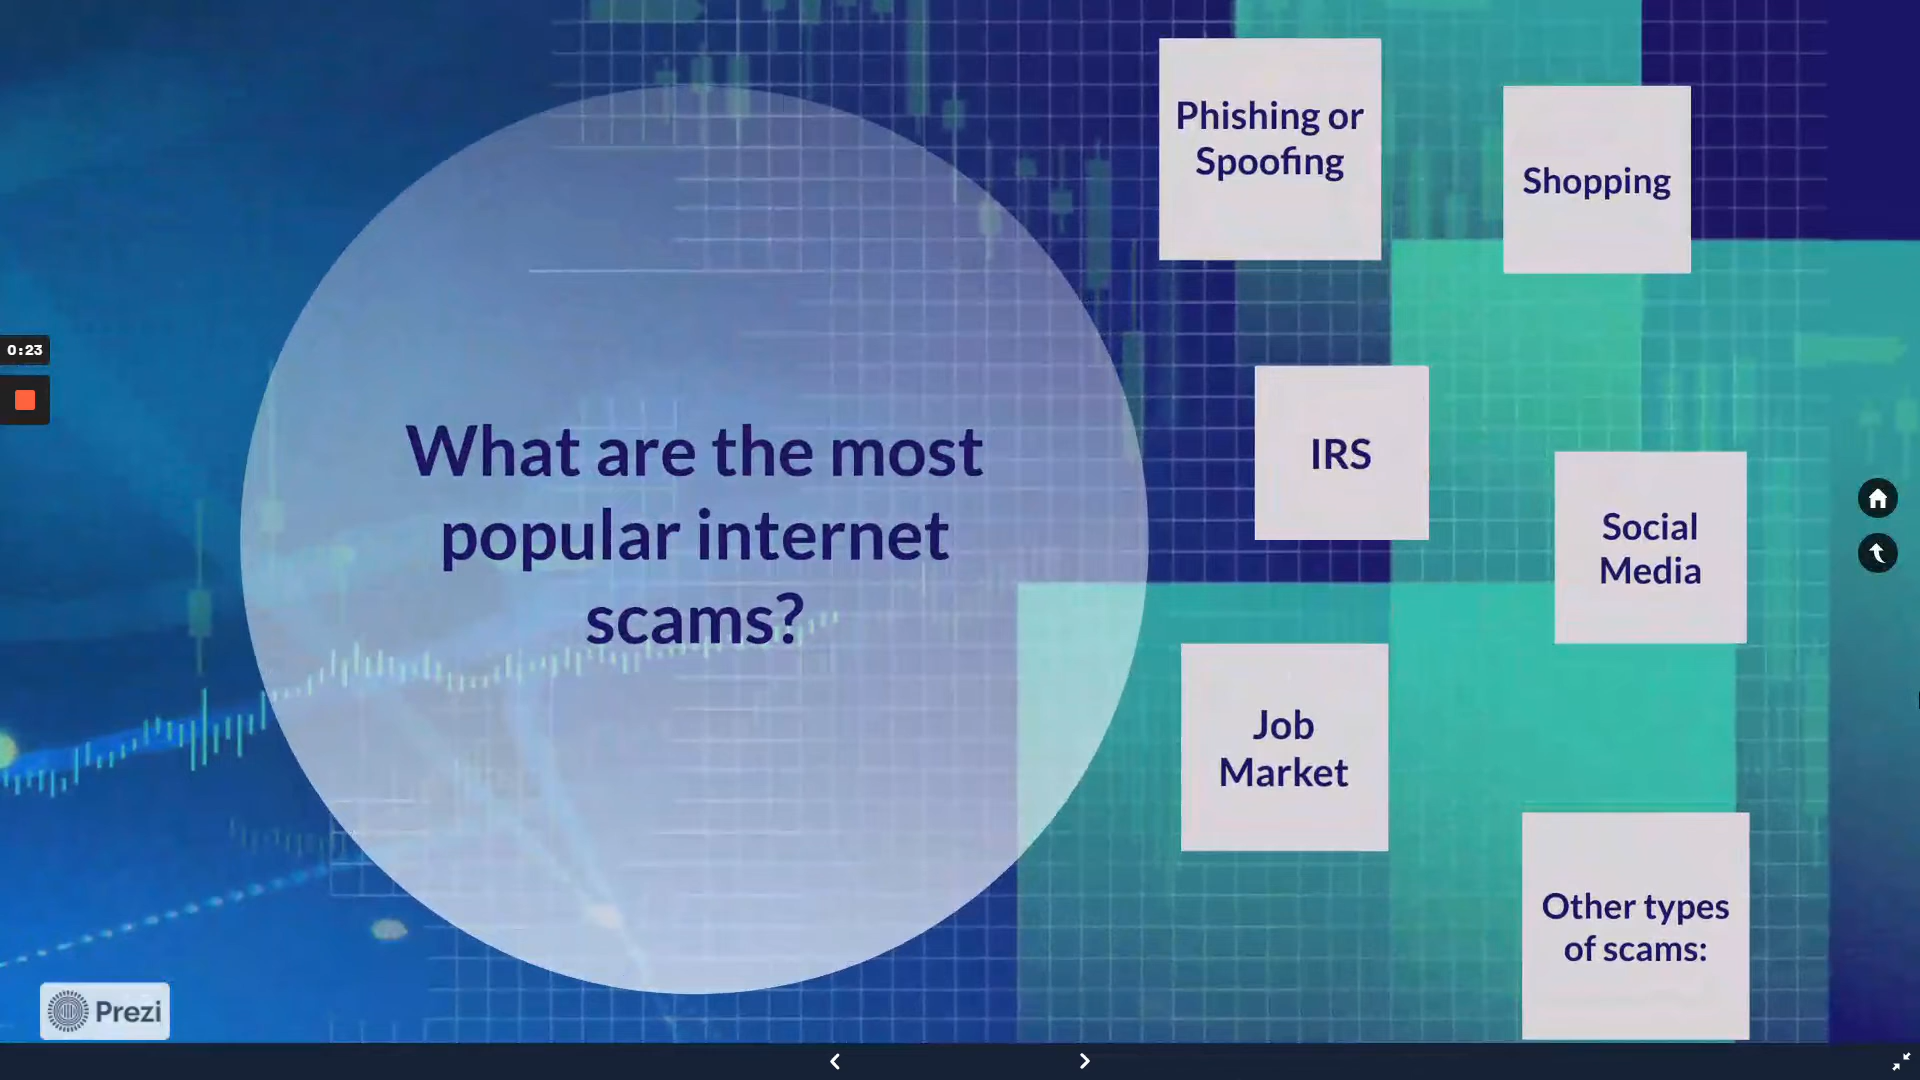 What are the most
popular internet
scams?
Phishing or
Spoofing
Shopping
IRS
Social
Media
Job
Market
Other types
of scams:
0:23
Prezi